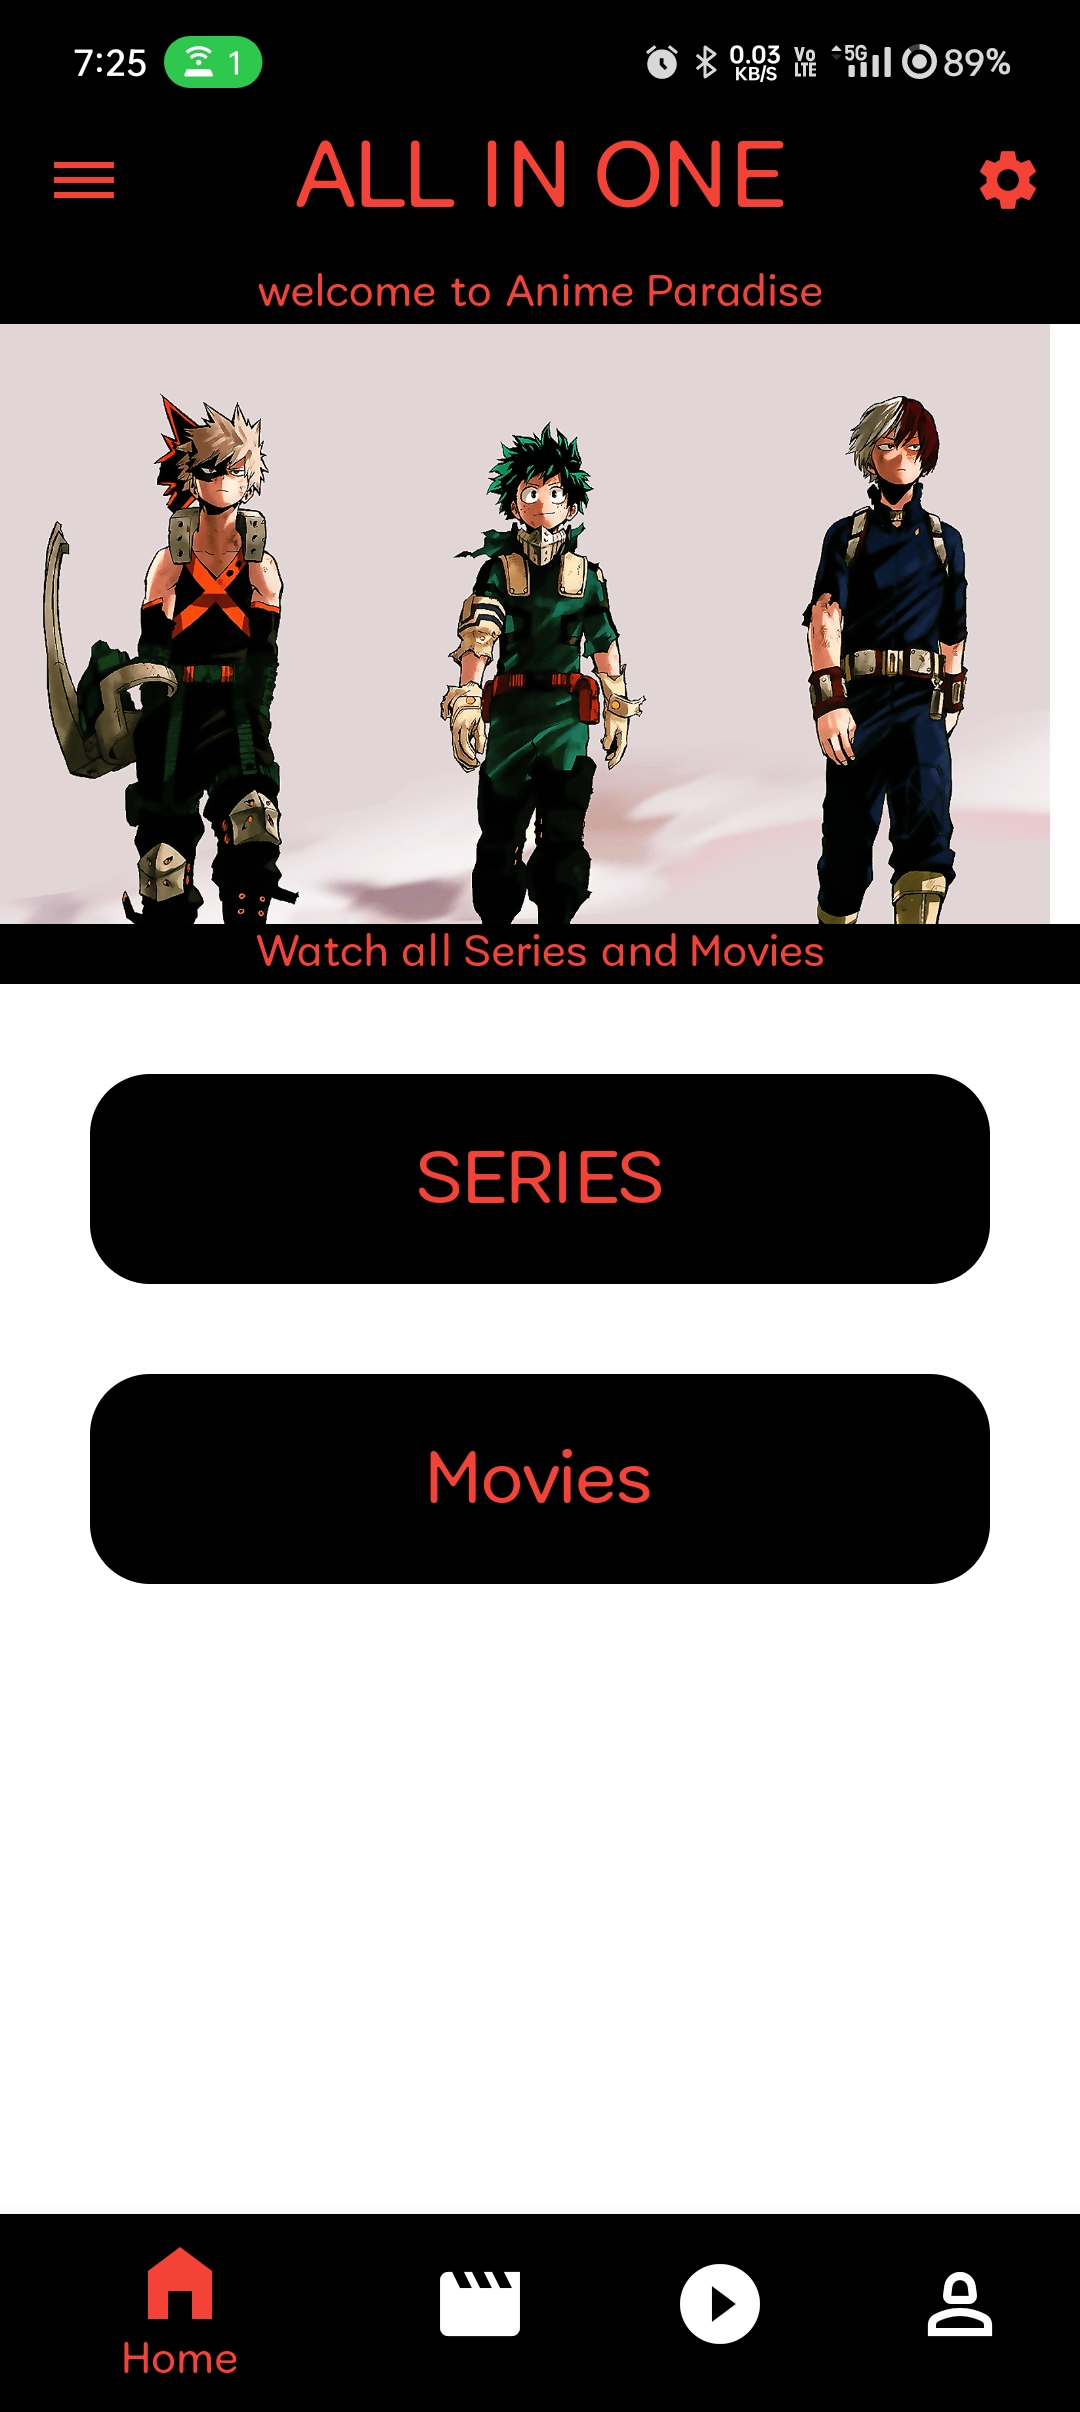 7:25 1 0.03 KB/S Vo LTE 5G 89%
ALL IN ONE
welcome to Anime Paradise
Watch all Series and Movies
SERIES
Movies
Home